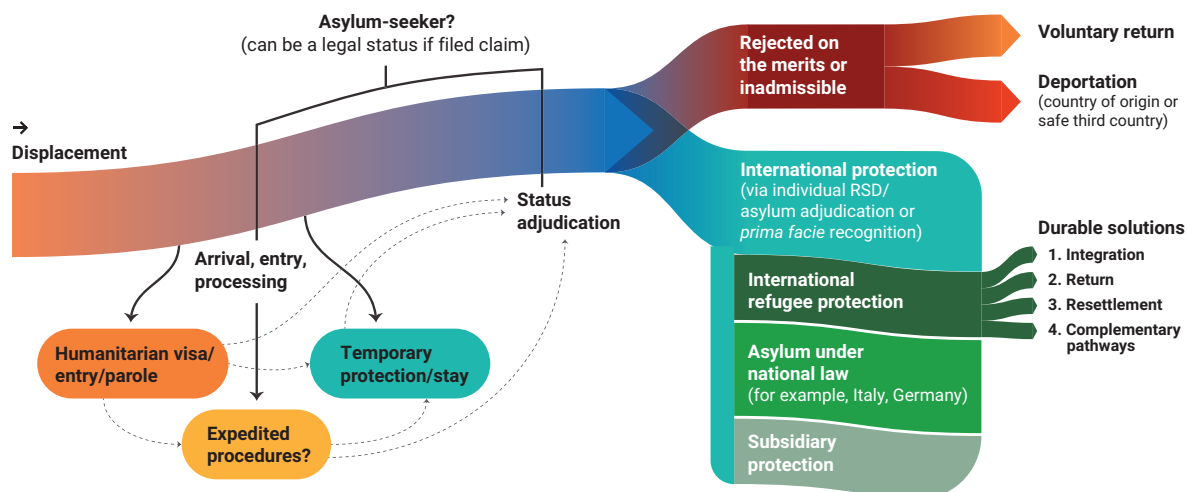 Asylum-seeker?
(can be a legal status if filed claim)
→
Displacement
Arrival, entry,
processing
Status
adjudication
Humanitarian visa/
entry/parole
Temporary
protection/stay
Expedited
procedures?
Rejected on
the merits or
inadmissible
Voluntary return
Deportation
(country of origin or
safe third country)
International protection
(via individual RSD/
asylum adjudication or
prima facie recognition)
International
refugee protection
Asylum under
national law
(for example, Italy, Germany)
Subsidiary
protection
Durable solutions
1. Integration
2. Return
3. Resettlement
4. Complementary
pathways